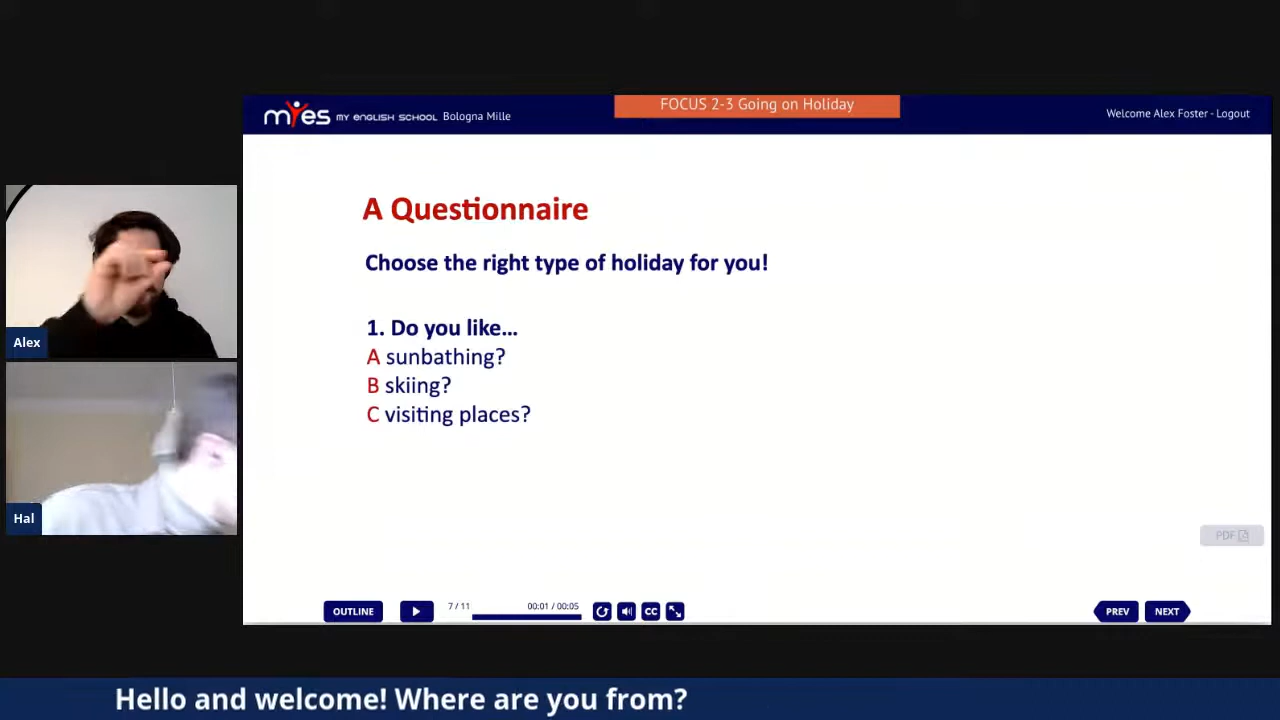 FOCUS 2-3 Going on Holiday
myes MY ENGLISH SCHOOL Bologna Mille
Welcome Alex Foster - Logout
A Questionnaire
Choose the right type of holiday for you!
1. Do you like...
A sunbathing?
B skiing?
C visiting places?
Alex
Hal
PDF
OUTLINE
7 / 11
00:01 / 00:05
CC
PREV
NEXT
Hello and welcome! Where are you from?